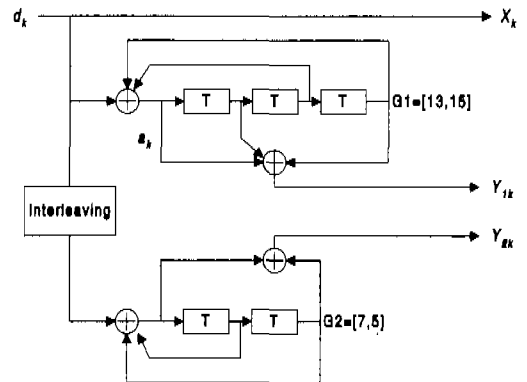 d_k
X_k
T
T
T
G1=[13,15]
a_k
Y_1k
Interleaving
Y_2k
T
T
G2=[7,5]